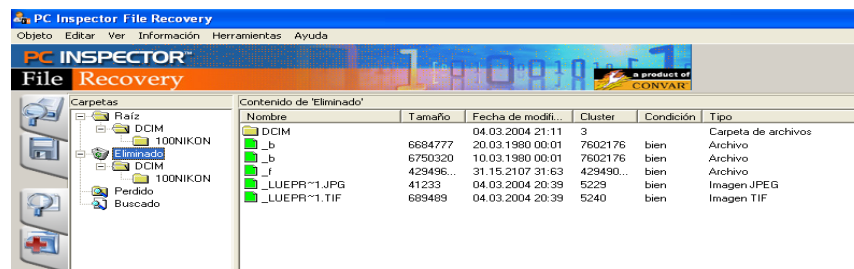 PC Inspector File Recovery
Objeto Editar Ver Información Herramientas Ayuda
PC INSPECTOR™
File Recovery
a product of
CONVAR
Carpetas
Raíz
DCIM
100NIKON
Eliminado
DCIM
100NIKON
Perdido
Buscado
Contenido de 'Eliminado'
Nombre Tamaño Fecha de modifi... Cluster Condición Tipo
DCIM 04.03.2004 21:11 3 Carpeta de archivos
_b 6684777 20.03.1980 00:01 7602176 bien Archivo
_b 6750320 10.03.1980 00:01 7602176 bien Archivo
_f 429496... 31.15.2107 31:63 429490... bien Archivo
_LUEPR~1.JPG 41233 04.03.2004 20:39 5229 bien Imagen JPEG
_LUEPR~1.TIF 689489 04.03.2004 20:39 5240 bien Imagen TIF